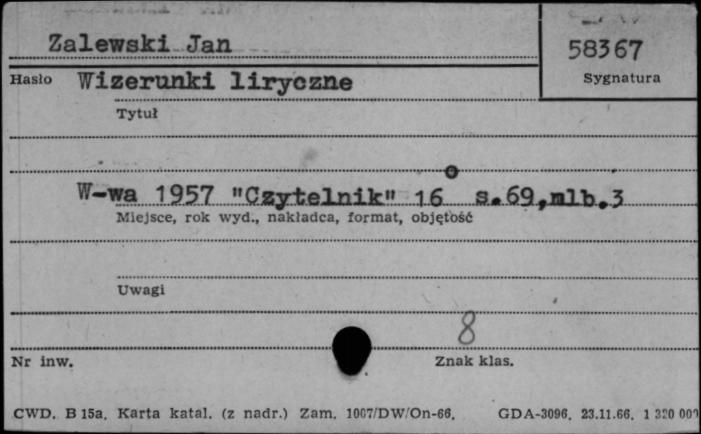 Zalewski Jan
58367
Hasło Wizerunki liryczne
Sygnatura
Tytuł
W-wa 1957 "Czytelnik" 16° s.69,nlb.3
Miejsce, rok wyd., nakładca, format, objętość
Uwagi
8
Nr inw.
Znak klas.
CWD. B 15a. Karta katal. (z nadr.) Zam. 1007/DW/On-66. GDA-3096. 23.11.66. 1 320 000